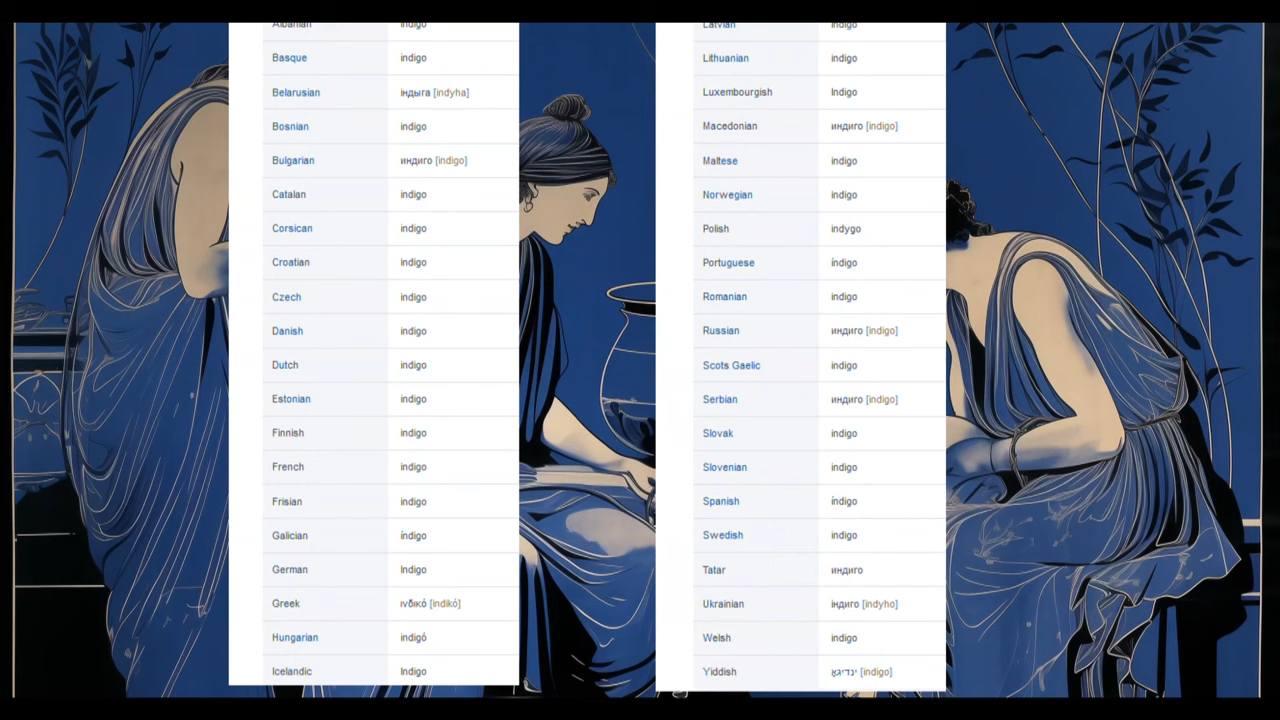 Albanian indigo
Basque indigo
Belarusian індыга [indyha]
Bosnian indigo
Bulgarian индиго [indigo]
Catalan indigo
Corsican indigo
Croatian indigo
Czech indigo
Danish indigo
Dutch indigo
Estonian indigo
Finnish indigo
French indigo
Frisian Indigo
Galician índigo
German Indigo
Greek ινδικό [indikó]
Hungarian indigó
Icelandic Indigo
Latvian indigo
Lithuanian indigo
Luxembourgish Indigo
Macedonian индиго [indigo]
Maltese indigo
Norwegian indigo
Polish indygo
Portuguese índigo
Romanian indigo
Russian индиго [indigo]
Scots Gaelic indigo
Serbian индиго [indigo]
Slovak indigo
Slovenian indigo
Spanish índigo
Swedish indigo
Tatar индиго
Ukrainian індиго [indyho]
Welsh indigo
Yiddish ינדיגאָ [indigo]